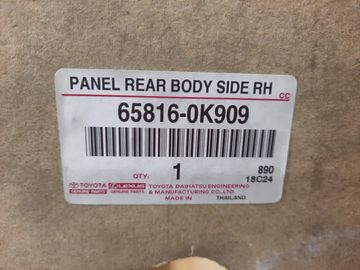 PANEL REAR BODY SIDE RH
CC
65816-0K909
QTY: 1
890
18C24
TOYOTA LEXUS TOYOTA DAIHATSU ENGINEERING
GENUINE PARTS GENUINE PARTS & MANUFACTURING CO.,LTD.
MADE IN THAILAND